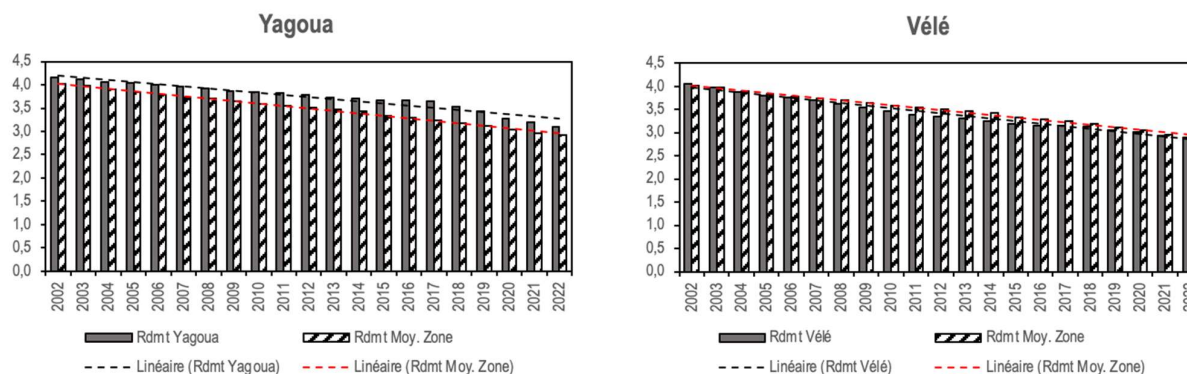 Yagoua
4,5
4,0
3,5
3,0
2,5
2,0
1,5
1,0
0,5
0,0
2002 2003 2004 2005 2006 2007 2008 2009 2010 2011 2012 2013 2014 2015 2016 2017 2018 2019 2020 2021 2022
Rdmt Yagoua Rdmt Moy. Zone
Linéaire (Rdmt Yagoua) Linéaire (Rdmt Moy. Zone)
Vélé
4,5
4,0
3,5
3,0
2,5
2,0
1,5
1,0
0,5
0,0
2002 2003 2004 2005 2006 2007 2008 2009 2010 2011 2012 2013 2014 2015 2016 2017 2018 2019 2020 2021
Rdmt Vélé Rdmt Moy. Zone
Linéaire (Rdmt Vélé) Linéaire (Rdmt Moy. Zone)